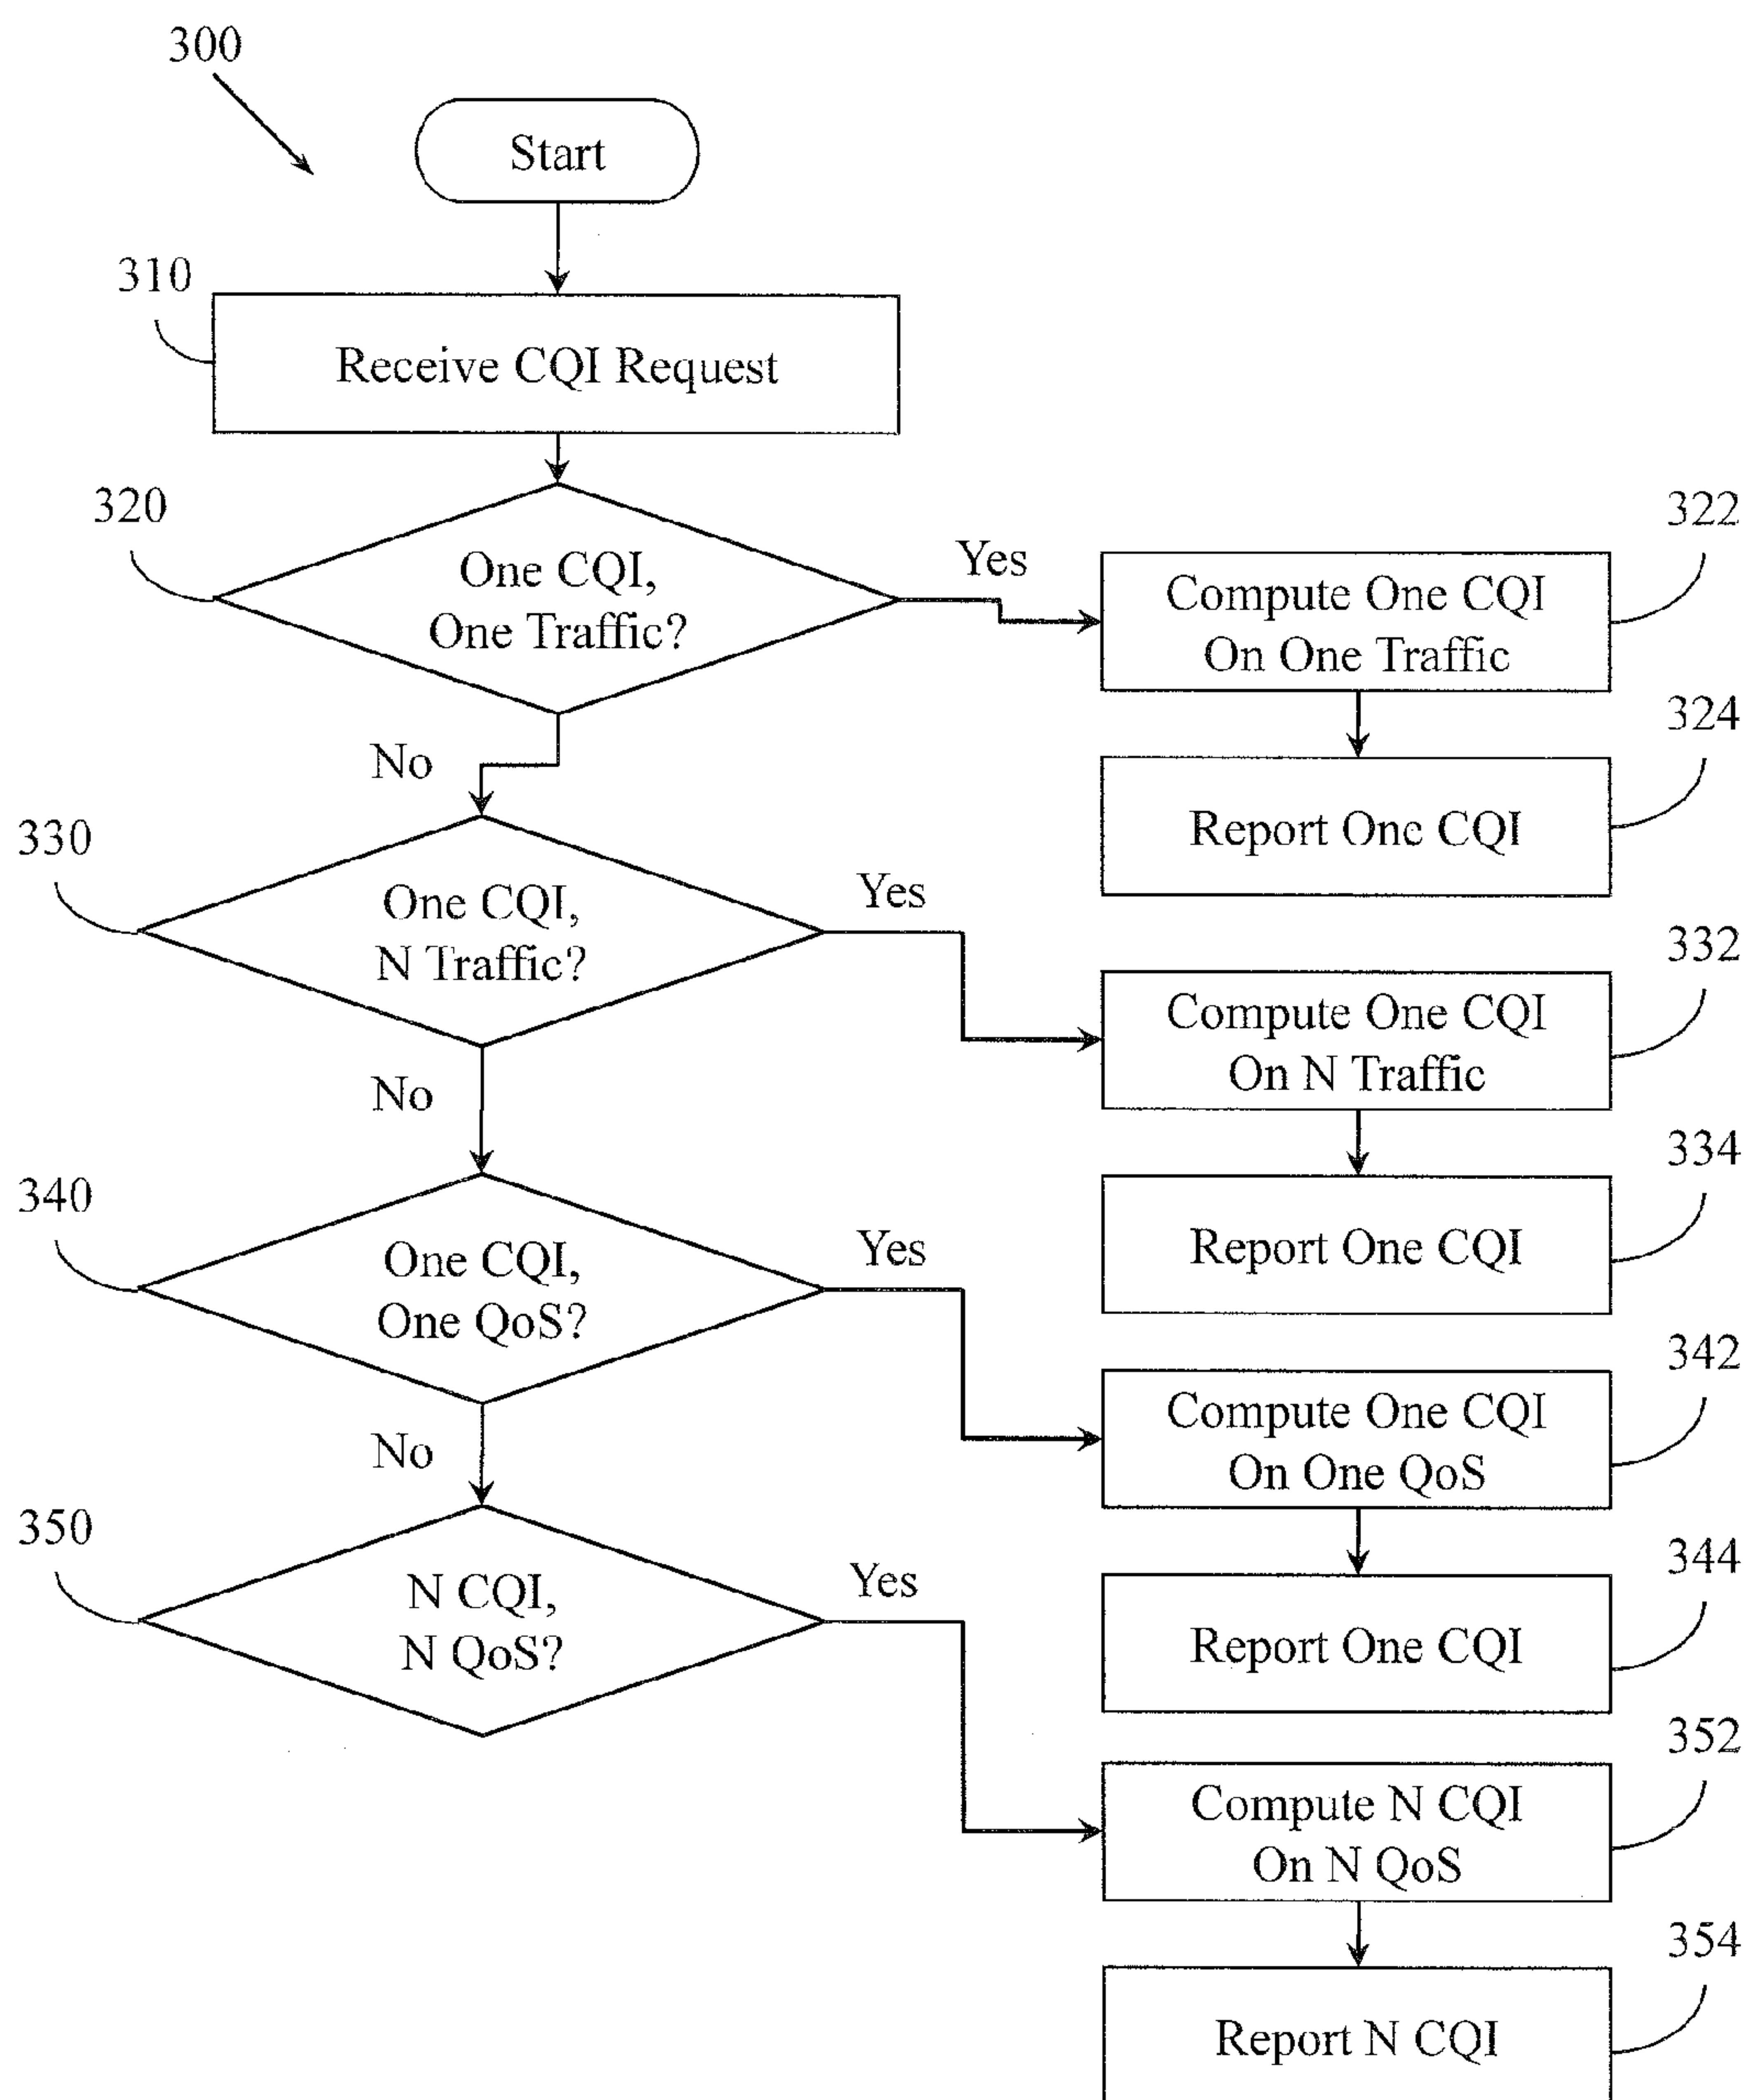 300
Start
310
Receive CQI Request
320
One CQI,
One Traffic?
Yes
322
Compute One CQI
On One Traffic
324
Report One CQI
No
330
One CQI,
N Traffic?
Yes
332
Compute One CQI
On N Traffic
334
Report One CQI
No
340
One CQI,
One QoS?
Yes
342
Compute One CQI
On One QoS
344
Report One CQI
No
350
N CQI,
N QoS?
Yes
352
Compute N CQI
On N QoS
354
Report N CQI